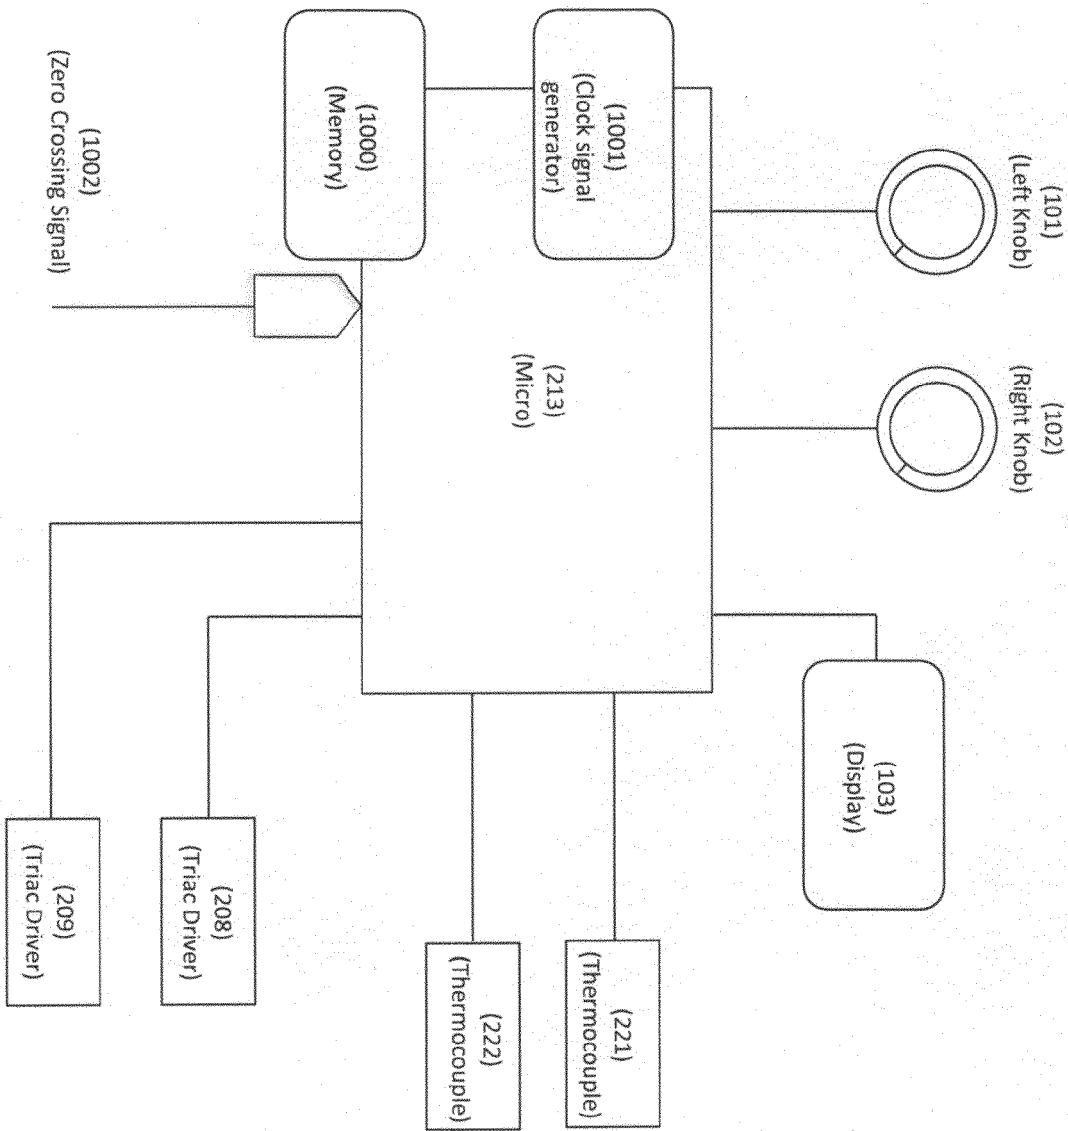 (101)
(Left Knob)
(102)
(Right Knob)
(103)
(Display)
(1001)
(Clock signal
generator)
(1000)
(Memory)
(213)
(Micro)
(221)
(Thermocouple)
(222)
(Thermocouple)
(1002)
(Zero Crossing Signal)
(208)
(Triac Driver)
(209)
(Triac Driver)